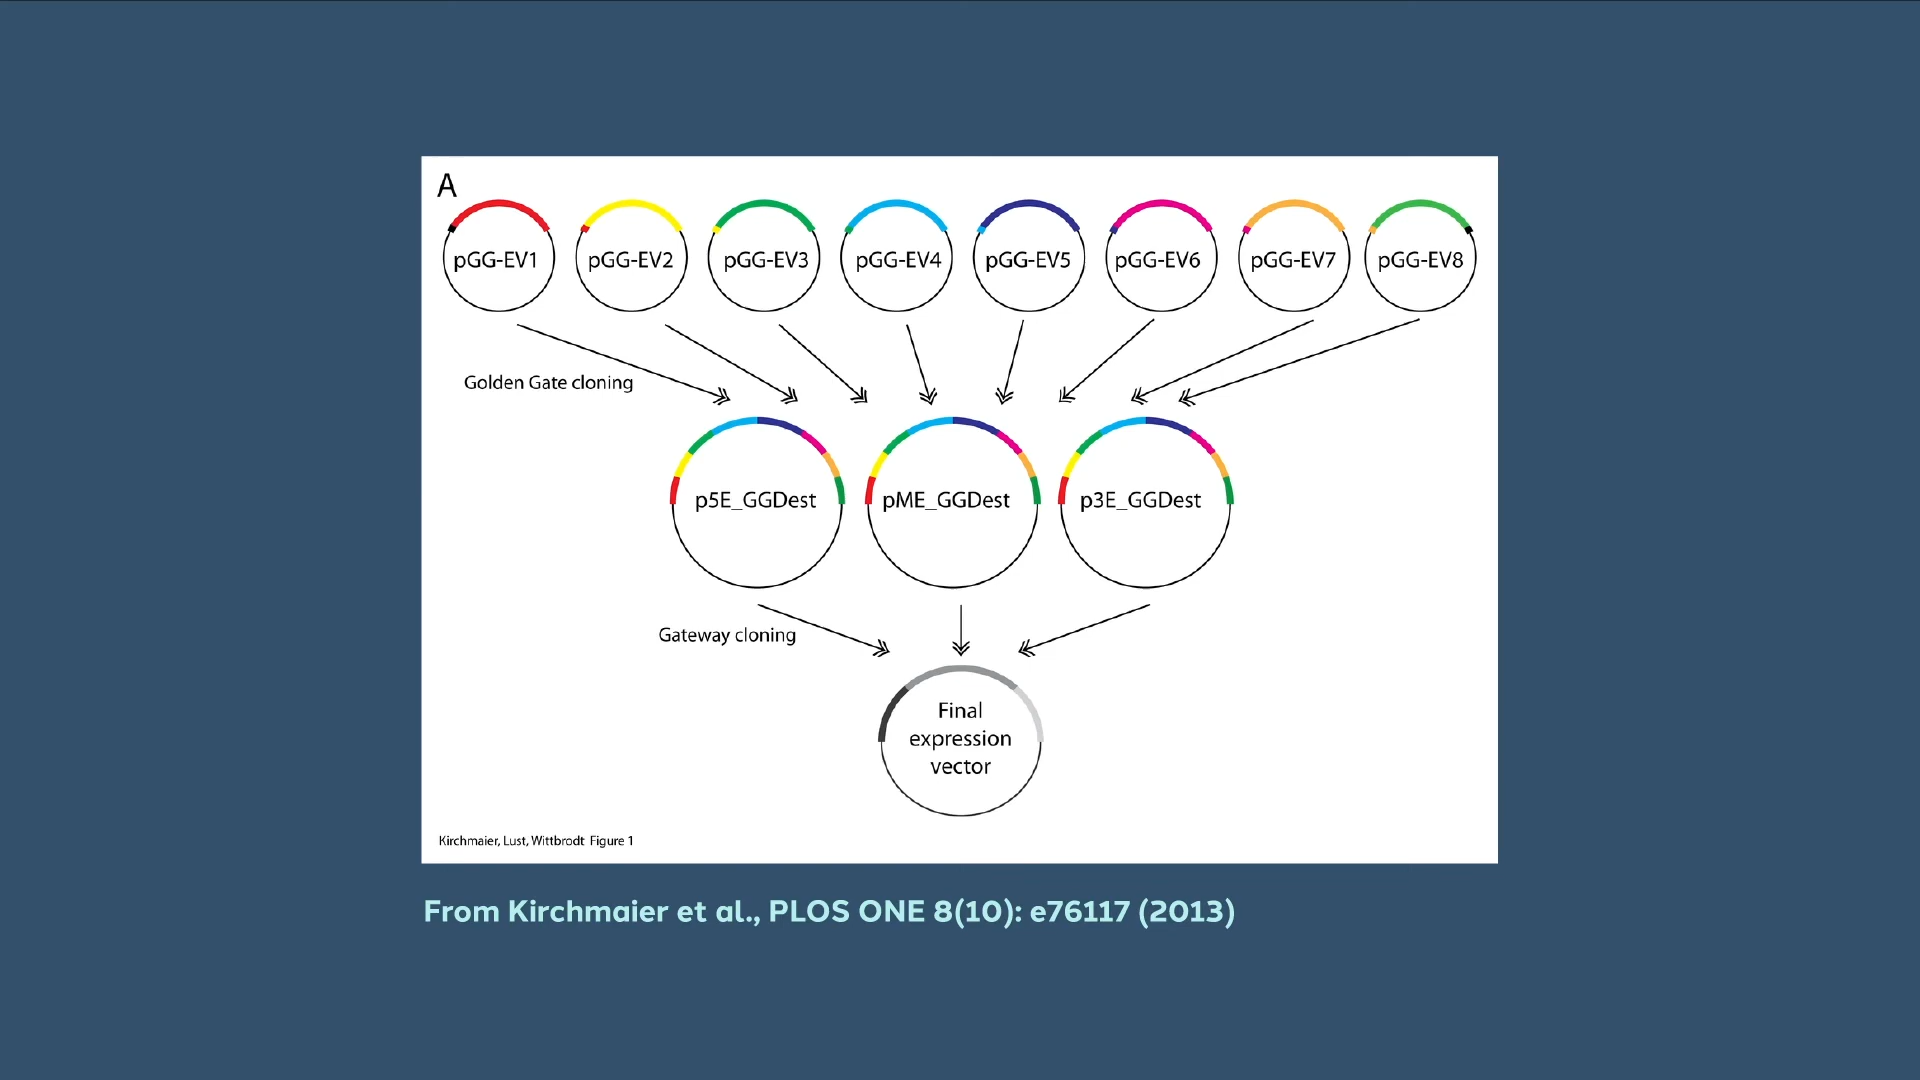 A
pGG-EV1 pGG-EV2 pGG-EV3 pGG-EV4 pGG-EV5 pGG-EV6 pGG-EV7 pGG-EV8
Golden Gate cloning
p5E_GGDest pME_GGDest p3E_GGDest
Gateway cloning
Final
expression
vector
Kirchmaier, Lust, Wittbrodt Figure 1
From Kirchmaier et al., PLOS ONE 8(10): e76117 (2013)